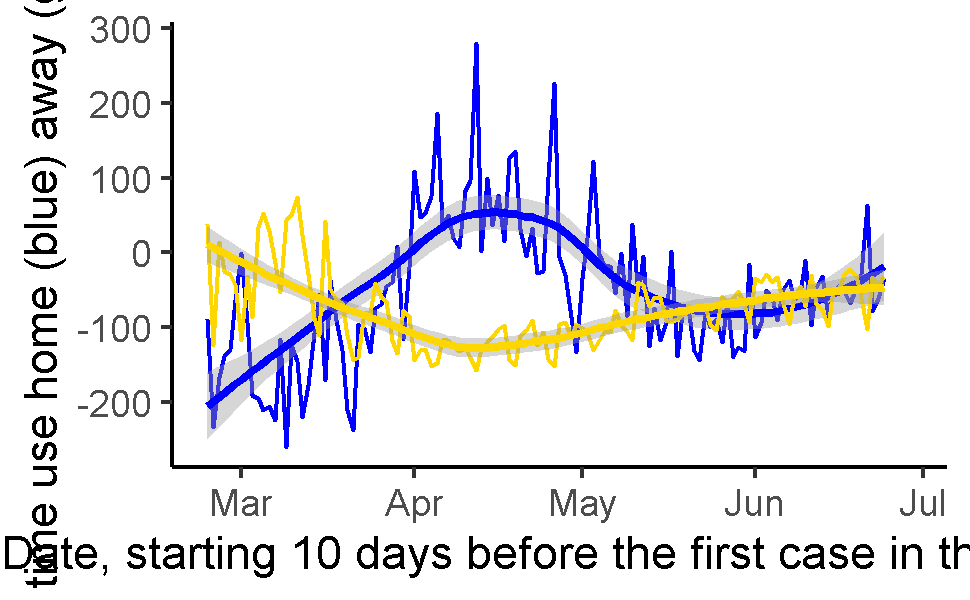 time use home (blue) away (
300
200
100
0
-100
-200
Mar
Apr
May
Jun
Jul
Date, starting 10 days before the first case in th